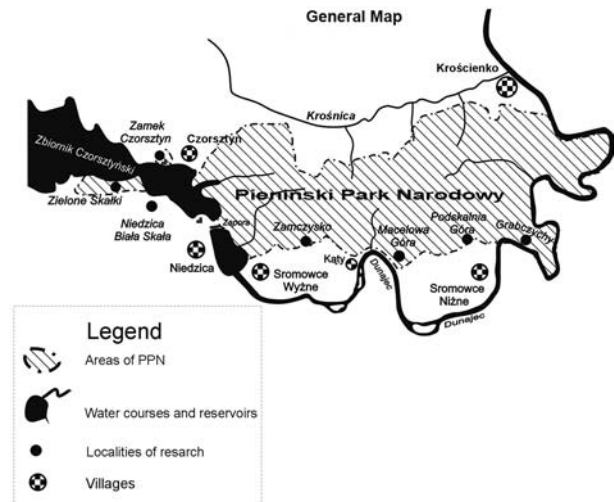 General Map
Krościenko
Krośnica
Zamek
Czorsztyn
Czorsztyn
Zbiornik Czorsztyński
Pieniński Park Narodowy
Zielone Skałki
Niedzica
Biała Skała
Zapora
Zamczysko
Macelowa
Góra
Podskalnia
Góra
Grabczychy
Niedzica
Sromowce
Wyżne
Kąty
Dunajec
Sromowce
Niżne
Dunajec
Legend
Areas of PPN
Water courses and reservoirs
Localities of resarch
Villages